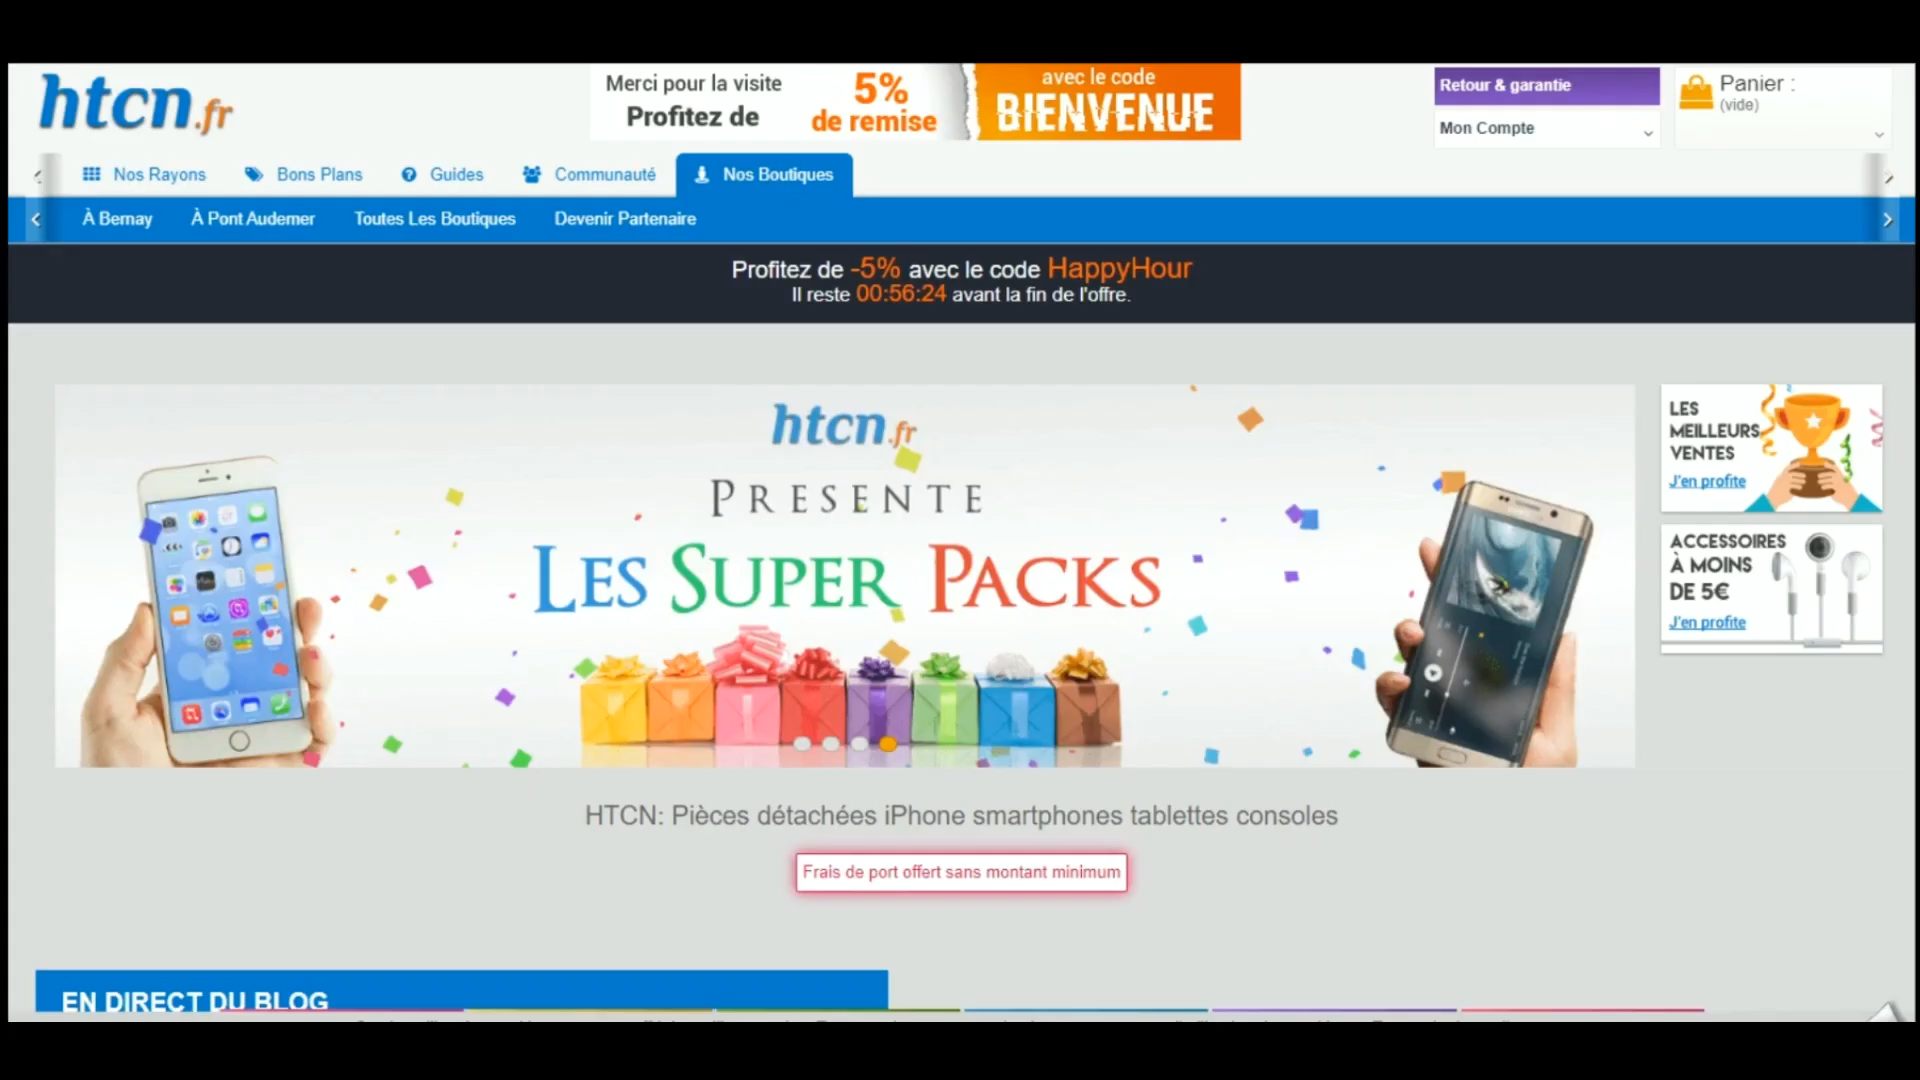 htcn.fr
Merci pour la visite
Profitez de
5%
de remise
avec le code
BIENVENUE
Retour & garantie
Mon Compte
Panier :
(vide)
Nos Rayons
Bons Plans
Guides
Communauté
Nos Boutiques
À Bernay
À Pont Audemer
Toutes Les Boutiques
Devenir Partenaire
Profitez de -5% avec le code HappyHour
Il reste 00:56:24 avant la fin de l'offre.
htcn.fr
PRESENTE
LES SUPER PACKS
LES
MEILLEURS
VENTES
J'en profite
ACCESSOIRES
À MOINS
DE 5€
J'en profite
HTCN: Pièces détachées iPhone smartphones tablettes consoles
Frais de port offert sans montant minimum
EN DIRECT DU BLOG